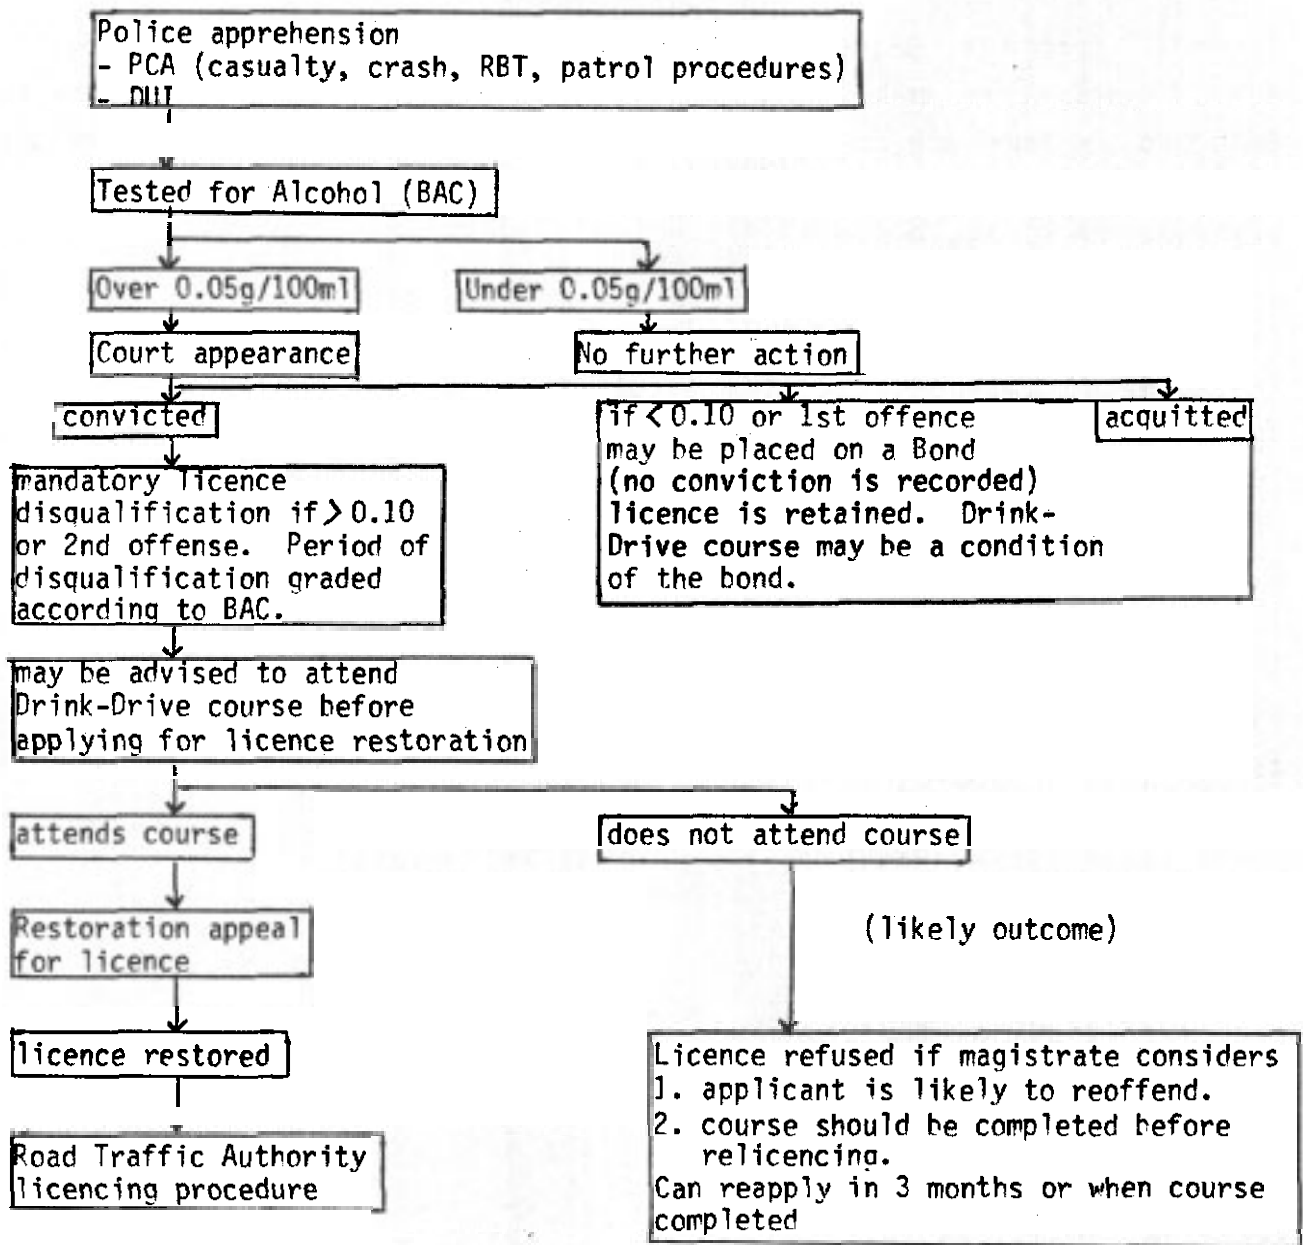 Police apprehension
- PCA (casualty, crash, RBT, patrol procedures)
- DUI
Tested for Alcohol (BAC)
Over 0.05g/100ml
Under 0.05g/100ml
Court appearance
No further action
convicted
if < 0.10 or 1st offence
may be placed on a Bond
(no conviction is recorded)
licence is retained. Drink-
Drive course may be a condition
of the bond.
acquitted
mandatory licence
disqualification if > 0.10
or 2nd offense. Period of
disqualification graded
according to BAC.
may be advised to attend
Drink-Drive course before
applying for licence restoration
attends course
does not attend course
Restoration appeal
for licence
(likely outcome)
licence restored
Licence refused if magistrate considers
1. applicant is likely to reoffend.
2. course should be completed before
relicencing.
Can reapply in 3 months or when course
completed
Road Traffic Authority
licencing procedure